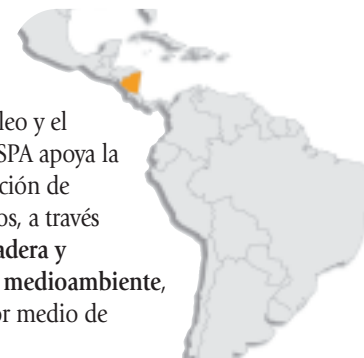 leo y el
SPA apoya la
ción de
os, a través
adera y
medioambiente,
or medio de